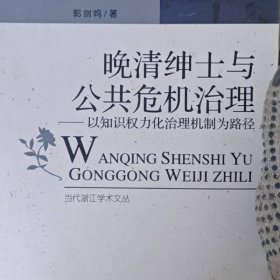 郭剑鸣/著
晚清绅士与
公共危机治理
——以知识权力化治理机制为路径
WANQING SHENSHI YU
GONGGONG WEIJI ZHILI
当代浙江学术文丛